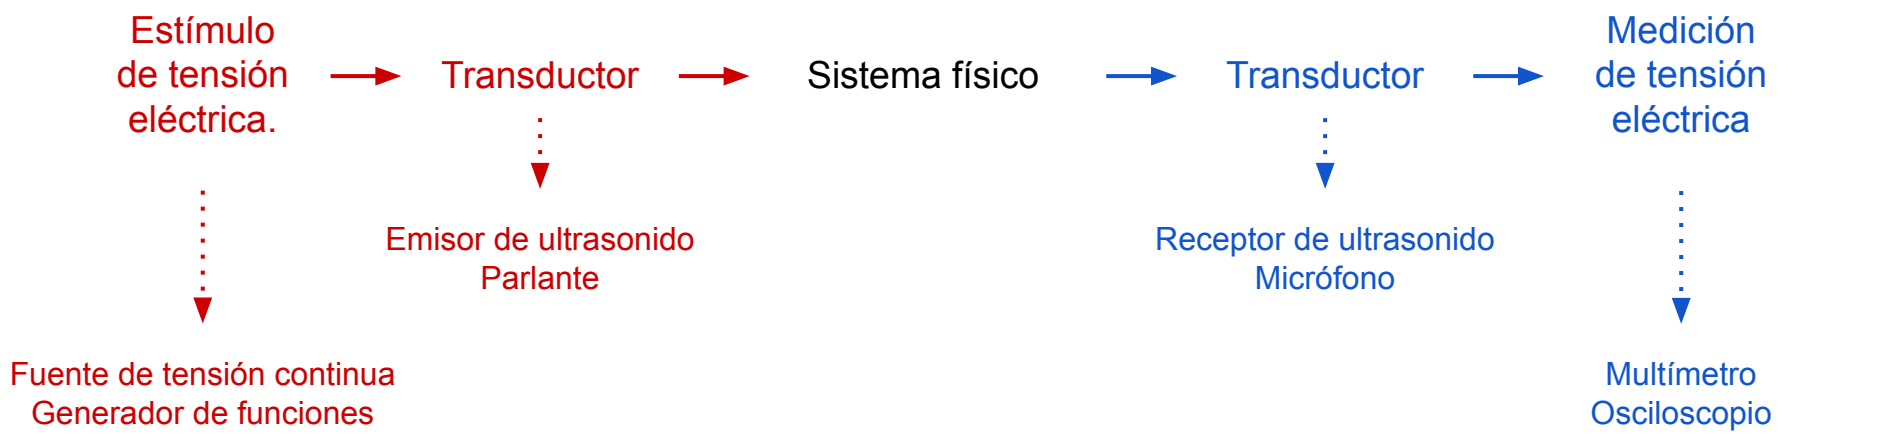 Estímulo
de tensión
eléctrica.
Transductor
Sistema físico
Transductor
Medición
de tensión
eléctrica
Emisor de ultrasonido
Parlante
Receptor de ultrasonido
Micrófono
Fuente de tensión continua
Generador de funciones
Multímetro
Osciloscopio